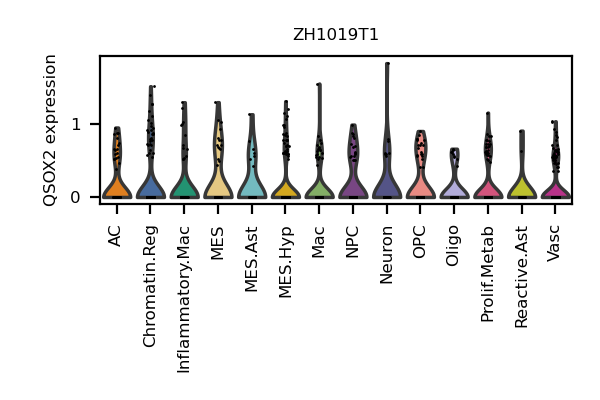 ZH1019T1
QSOX2 expression
1
0
AC
Chromatin.Reg
Inflammatory.Mac
MES
MES.Ast
MES.Hyp
Mac
NPC
Neuron
OPC
Oligo
Prolif.Metab
Reactive.Ast
Vasc